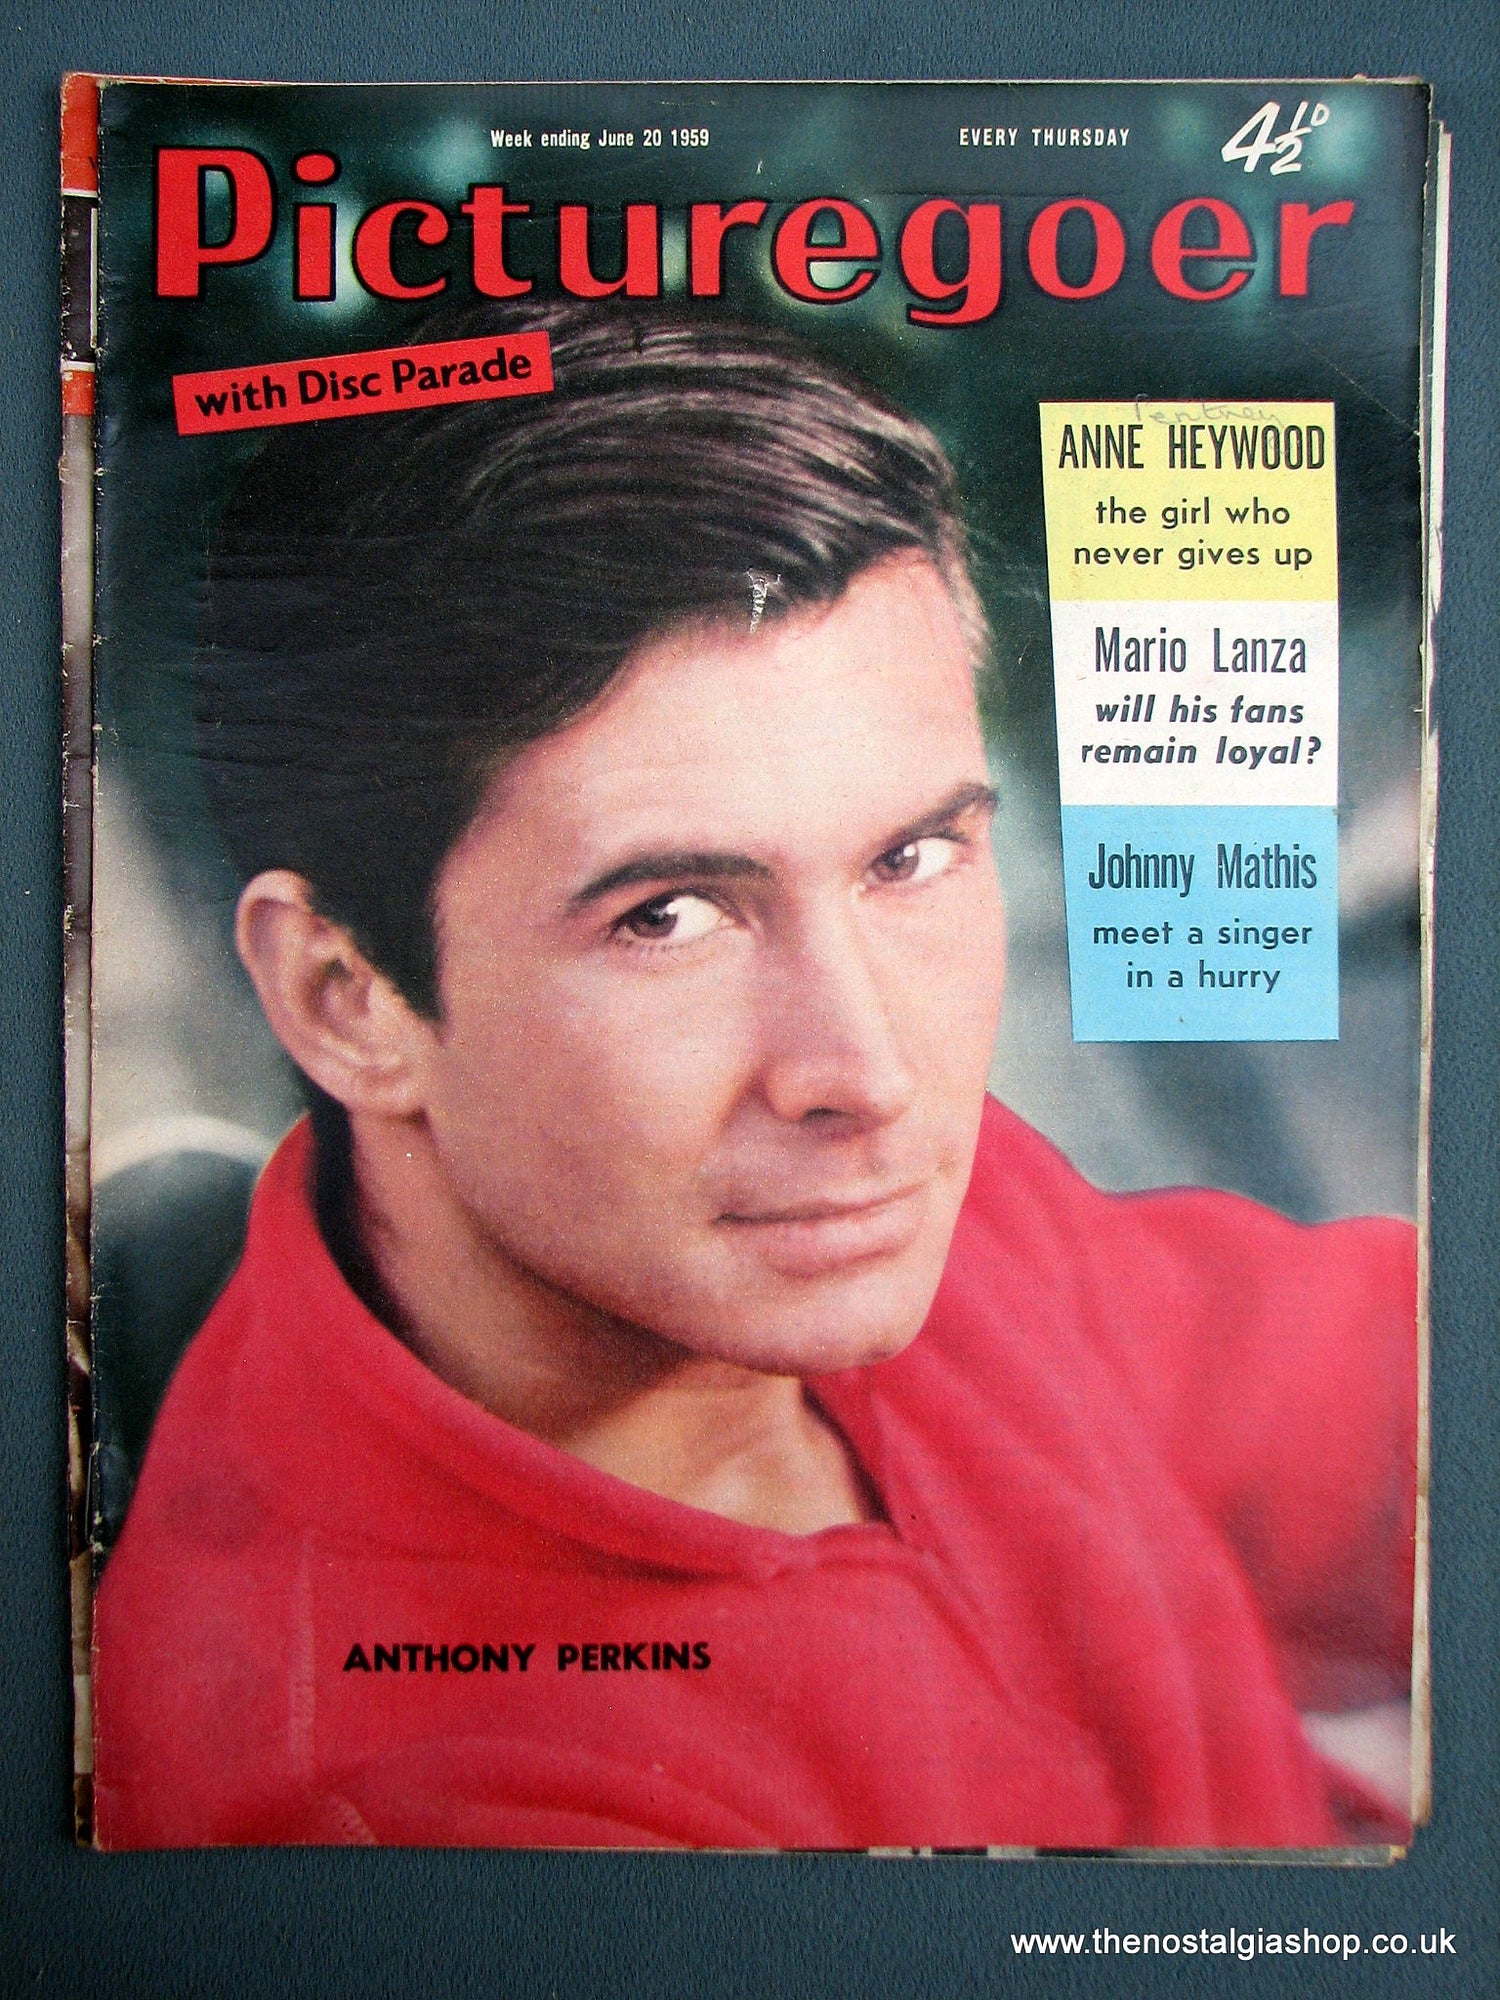 Week ending June 20 1959
EVERY THURSDAY
4½D
Picturegoer
with Disc Parade
ANNE HEYWOOD
the girl who
never gives up
Mario Lanza
will his fans
remain loyal?
Johnny Mathis
meet a singer
in a hurry
ANTHONY PERKINS
www.thenostalgiashop.co.uk